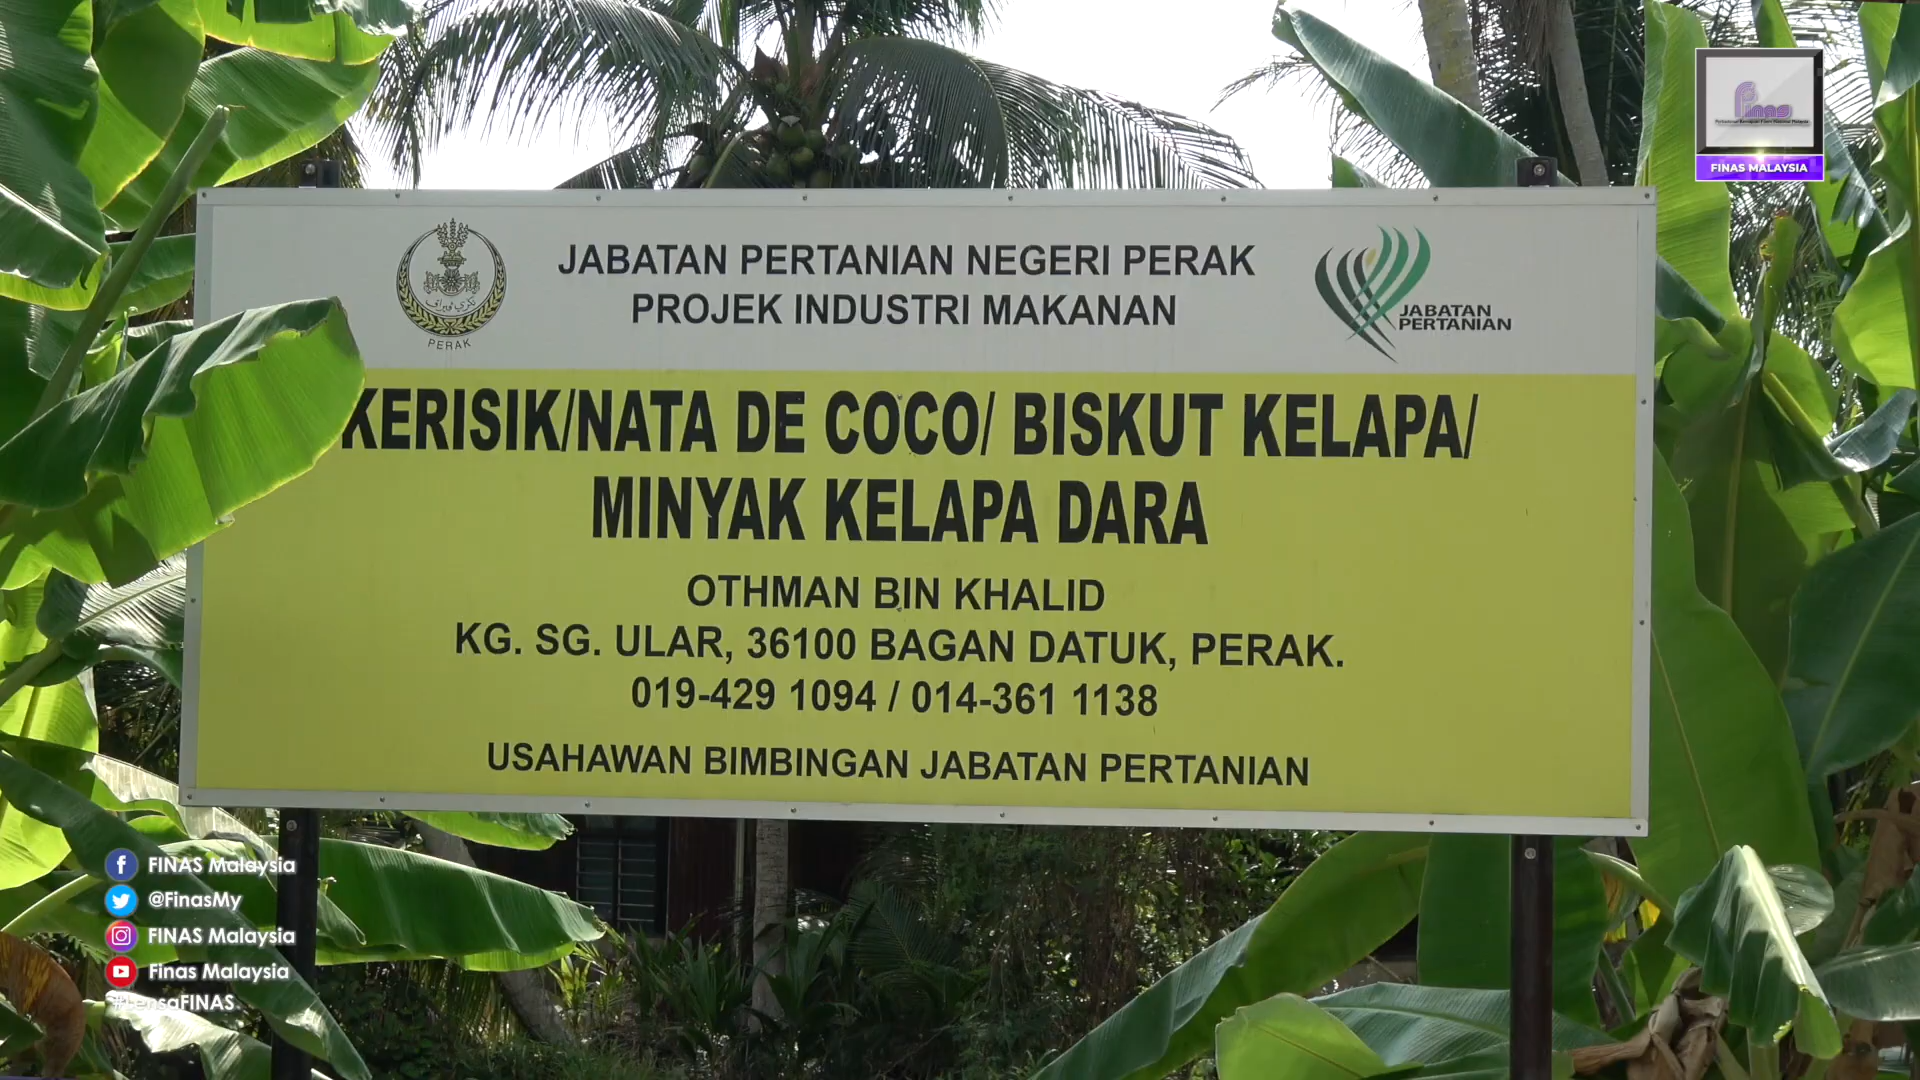 FINAS
FINAS MALAYSIA
JABATAN PERTANIAN NEGERI PERAK
PROJEK INDUSTRI MAKANAN
PERAK
JABATAN
PERTANIAN
KERISIK/NATA DE COCO/ BISKUT KELAPA/
MINYAK KELAPA DARA
OTHMAN BIN KHALID
KG. SG. ULAR, 36100 BAGAN DATUK, PERAK.
019-429 1094 / 014-361 1138
USAHAWAN BIMBINGAN JABATAN PERTANIAN
FINAS Malaysia
@FinasMy
FINAS Malaysia
Finas Malaysia
#LensaFINAS